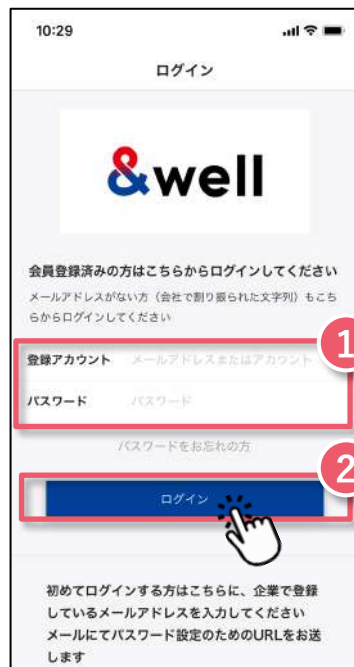 10:29
ログイン
&well
会員登録済みの方はこちらからログインしてください
メールアドレスがない方（会社で割り振られた文字列）もこち
らからログインしてください
登録アカウント メールアドレスまたはアカウント
1
パスワード パスワード
パスワードをお忘れの方
2
ログイン
初めてログインする方はこちらに、企業で登録
しているメールアドレスを入力してください
メールにてパスワード設定のためのURLをお送
します